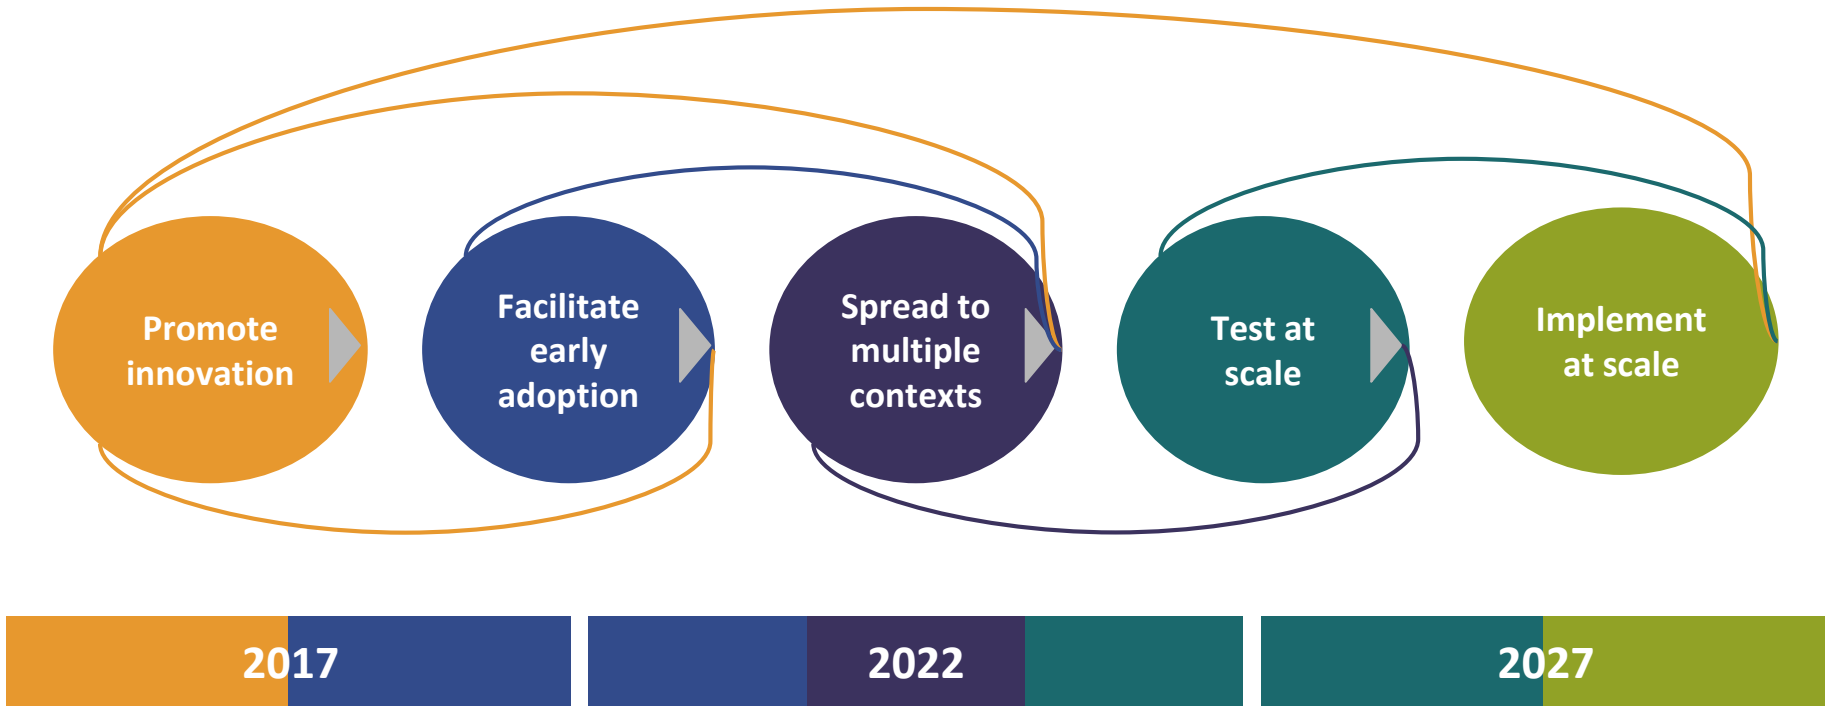 Promote
innovation
Facilitate
early
adoption
Spread to
multiple
contexts
Test at
scale
Implement
at scale
2017
2022
2027